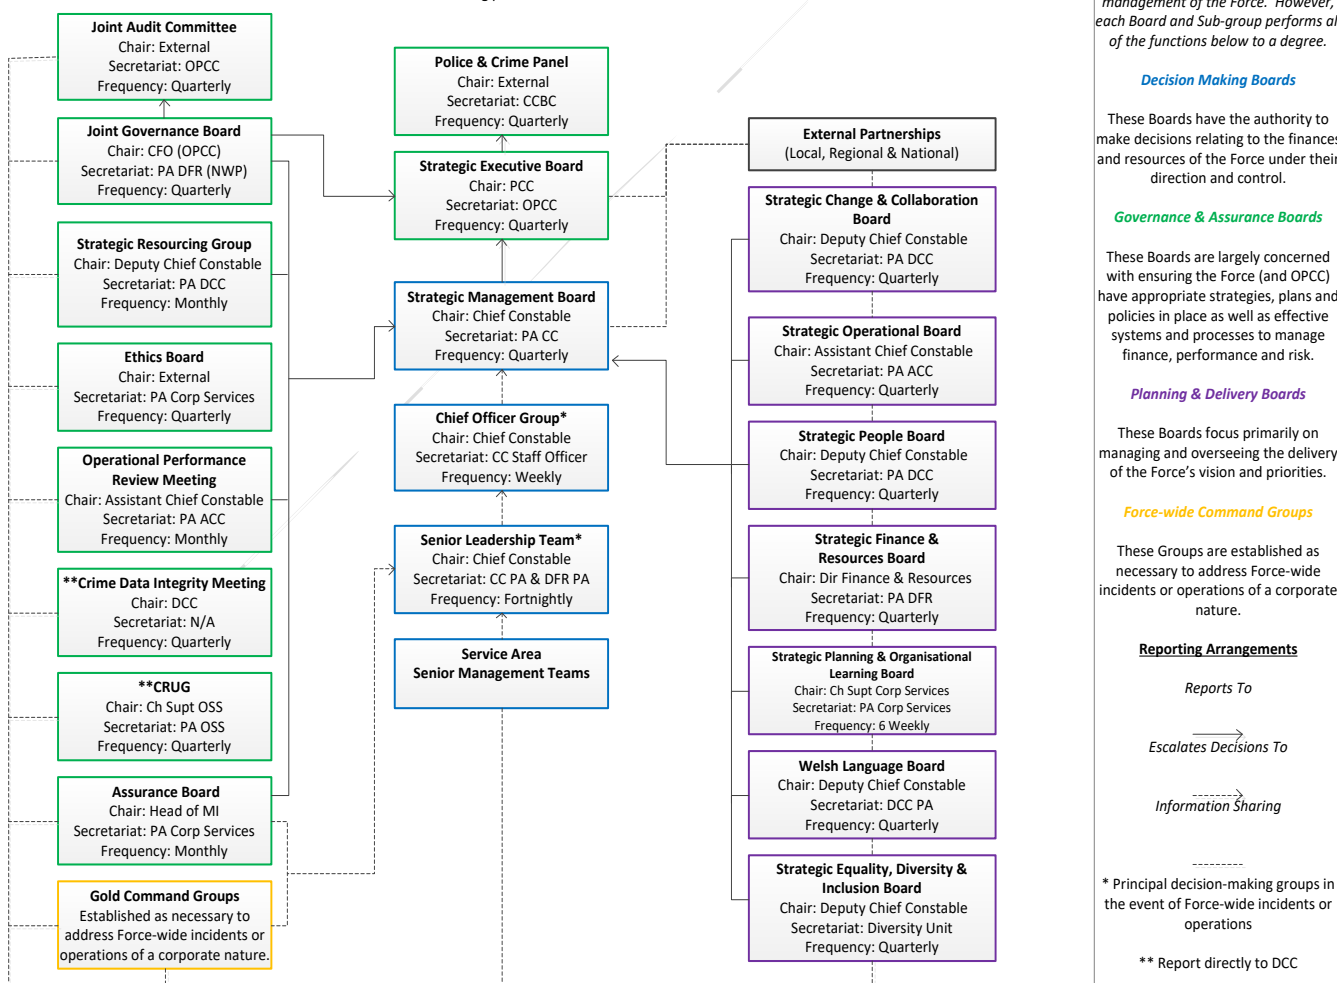 Joint Audit Committee
Chair: External
Secretariat: OPCC
Frequency: Quarterly
Joint Governance Board
Chair: CFO (OPCC)
Secretariat: PA DFR (NWP)
Frequency: Quarterly
Strategic Resourcing Group
Chair: Deputy Chief Constable
Secretariat: PA DCC
Frequency: Monthly
Ethics Board
Chair: External
Secretariat: PA Corp Services
Frequency: Quarterly
Operational Performance
Review Meeting
Chair: Assistant Chief Constable
Secretariat: PA ACC
Frequency: Monthly
**Crime Data Integrity Meeting
Chair: DCC
Secretariat: N/A
Frequency: Quarterly
**CRUG
Chair: Ch Supt OSS
Secretariat: PA OSS
Frequency: Quarterly
Assurance Board
Chair: Head of MI
Secretariat: PA Corp Services
Frequency: Monthly
Gold Command Groups
Established as necessary to
address Force-wide incidents or
operations of a corporate nature.
Police & Crime Panel
Chair: External
Secretariat: CCBC
Frequency: Quarterly
Strategic Executive Board
Chair: PCC
Secretariat: OPCC
Frequency: Quarterly
Strategic Management Board
Chair: Chief Constable
Secretariat: PA CC
Frequency: Quarterly
Chief Officer Group*
Chair: Chief Constable
Secretariat: CC Staff Officer
Frequency: Weekly
Senior Leadership Team*
Chair: Chief Constable
Secretariat: CC PA & DFR PA
Frequency: Fortnightly
Service Area
Senior Management Teams
External Partnerships
(Local, Regional & National)
Strategic Change & Collaboration
Board
Chair: Deputy Chief Constable
Secretariat: PA DCC
Frequency: Quarterly
Strategic Operational Board
Chair: Assistant Chief Constable
Secretariat: PA ACC
Frequency: Quarterly
Strategic People Board
Chair: Deputy Chief Constable
Secretariat: PA DCC
Frequency: Quarterly
Strategic Finance &
Resources Board
Chair: Dir Finance & Resources
Secretariat: PA DFR
Frequency: Quarterly
Strategic Planning & Organisational
Learning Board
Chair: Ch Supt Corp Services
Secretariat: PA Corp Services
Frequency: 6 Weekly
Welsh Language Board
Chair: Deputy Chief Constable
Secretariat: DCC PA
Frequency: Quarterly
Strategic Equality, Diversity &
Inclusion Board
Chair: Deputy Chief Constable
Secretariat: Diversity Unit
Frequency: Quarterly
management of the Force. However,
each Board and Sub-group performs al
of the functions below to a degree.
Decision Making Boards
These Boards have the authority to
make decisions relating to the finances
and resources of the Force under their
direction and control.
Governance & Assurance Boards
These Boards are largely concerned
with ensuring the Force (and OPCC)
have appropriate strategies, plans and
policies in place as well as effective
systems and processes to manage
finance, performance and risk.
Planning & Delivery Boards
These Boards focus primarily on
managing and overseeing the delivery
of the Force's vision and priorities.
Force-wide Command Groups
These Groups are established as
necessary to address Force-wide
incidents or operations of a corporate
nature.
Reporting Arrangements
Reports To
Escalates Decisions To
Information Sharing
* Principal decision-making groups in
the event of Force-wide incidents or
operations
** Report directly to DCC